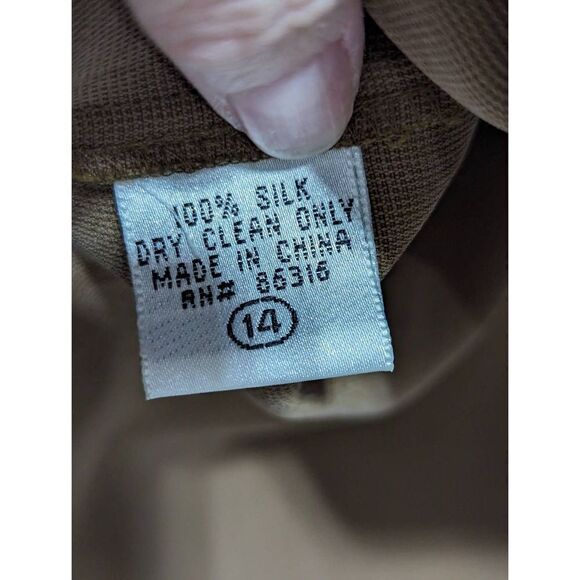 100% SILK
DRY CLEAN ONLY
MADE IN CHINA
RN# 86316
14